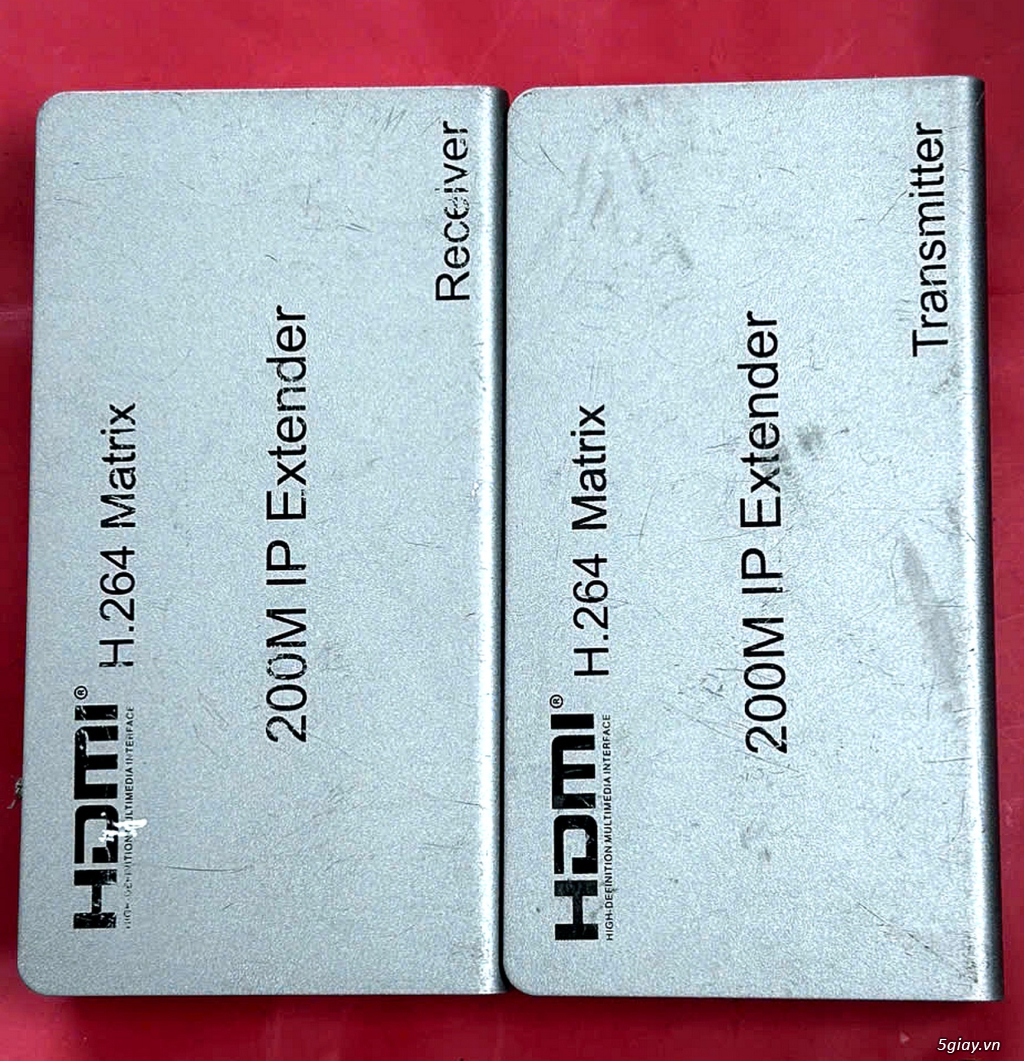 HDMI® H.264 Matrix
HIGH-DEFINITION MULTIMEDIA INTERFACE
200M IP Extender
Receiver
HDMI® H.264 Matrix
HIGH-DEFINITION MULTIMEDIA INTERFACE
200M IP Extender
Transmitter
5giay.vn